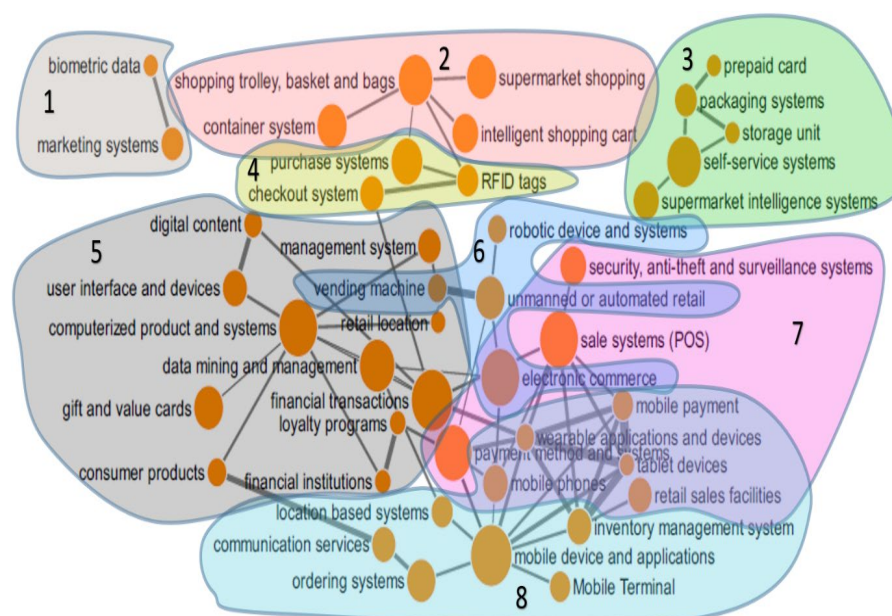 biometric data
1
marketing systems
2
shopping trolley, basket and bags
supermarket shopping
container system
intelligent shopping cart
3
prepaid card
packaging systems
storage unit
self-service systems
supermarket intelligence systems
4
purchase systems
checkout system
RFID tags
5
digital content
management system
user interface and devices
vending machine
computerized product and systems
retail location
data mining and management
gift and value cards
financial transactions
loyalty programs
consumer products
financial institutions
6
robotic device and systems
unmanned or automated retail
electronic commerce
security, anti-theft and surveillance systems
7
sale systems (POS)
mobile payment
wearable applications and devices
payment method and systems
tablet devices
mobile phones
retail sales facilities
location based systems
inventory management system
communication services
mobile device and applications
ordering systems
Mobile Terminal
8